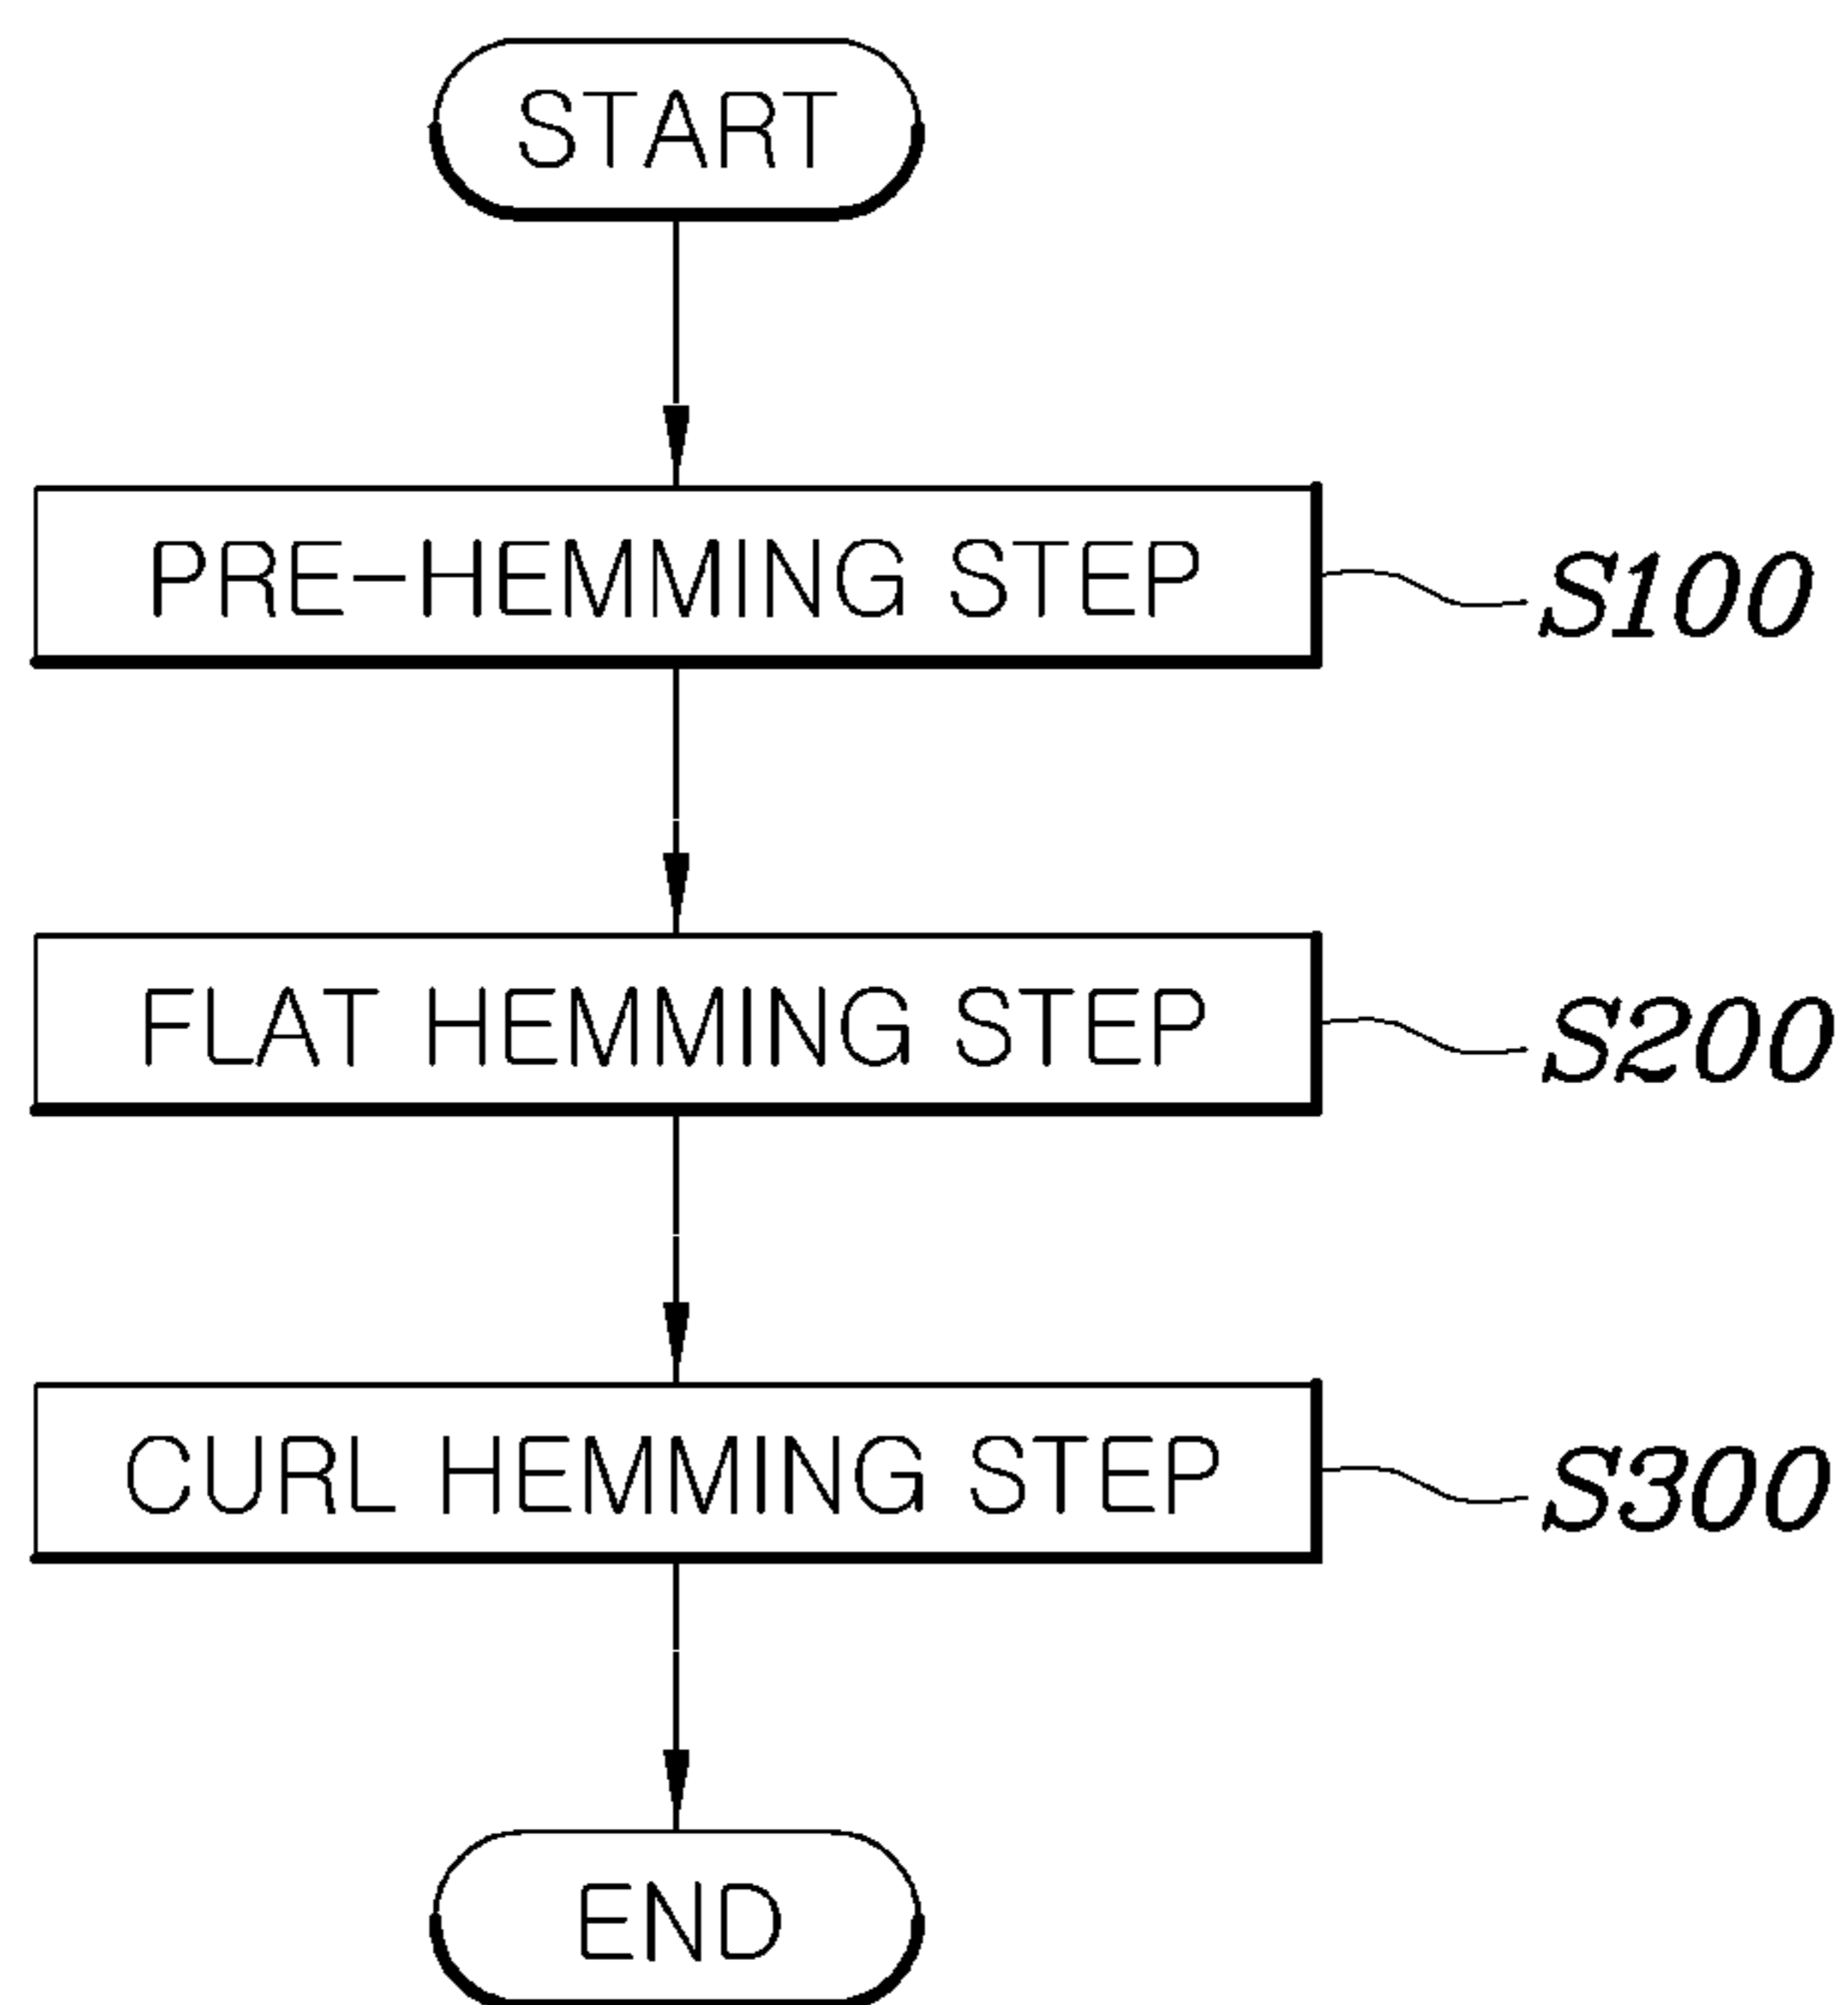 START
PRE-HEMMING STEP
S100
FLAT HEMMING STEP
S200
CURL HEMMING STEP
S300
END